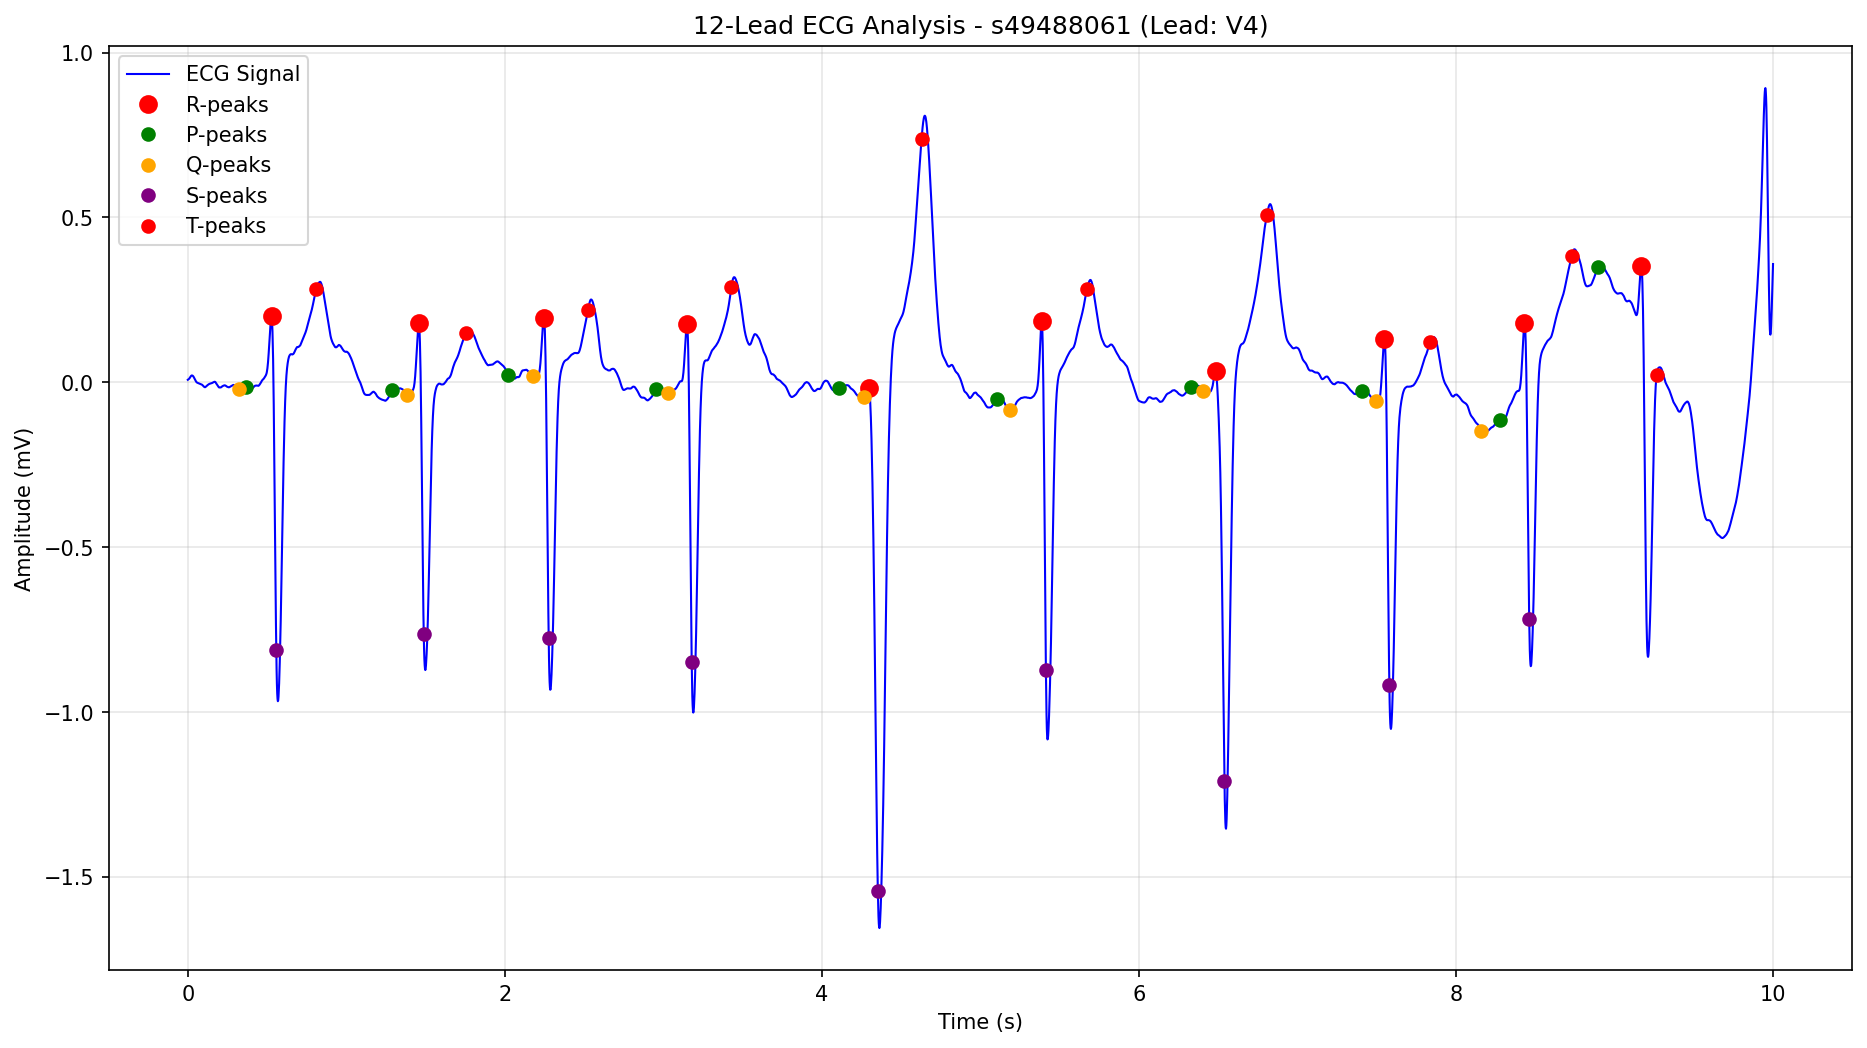 12-Lead ECG Analysis - s49488061 (Lead: V4)
ECG Signal
R-peaks
P-peaks
Q-peaks
S-peaks
T-peaks
Amplitude (mV)
1.0
0.5
0.0
−0.5
−1.0
−1.5
0 2 4 6 8 10
Time (s)